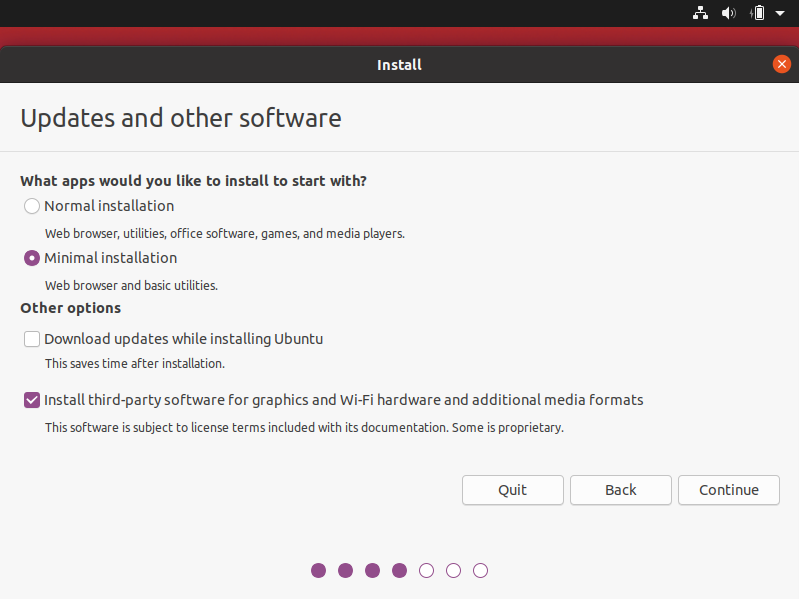 Install
Updates and other software
What apps would you like to install to start with?
Normal installation
Web browser, utilities, office software, games, and media players.
Minimal installation
Web browser and basic utilities.
Other options
Download updates while installing Ubuntu
This saves time after installation.
Install third-party software for graphics and Wi-Fi hardware and additional media formats
This software is subject to license terms included with its documentation. Some is proprietary.
Quit Back Continue